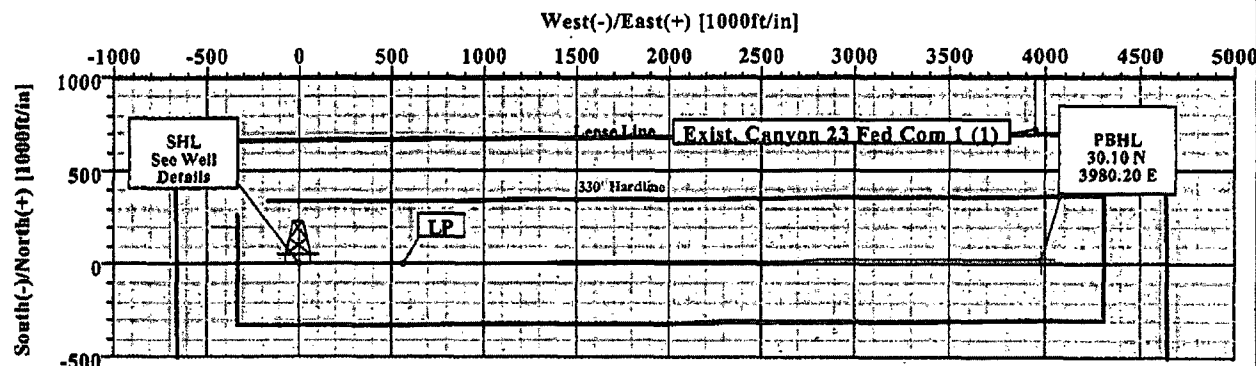 West(-)/East(+) [1000ft/in]
-1000 -500 0 500 1000 1500 2000 2500 3000 3500 4000 4500 5000
South(-)/North(+) [1000ft/in]
1000
500
0
-500
SHL
See Well
Details
Lease Line
Exist. Canyon 23 Fed Com 1 (1)
PBHL
30.10 N
3980.20 E
330' Hardline
LP